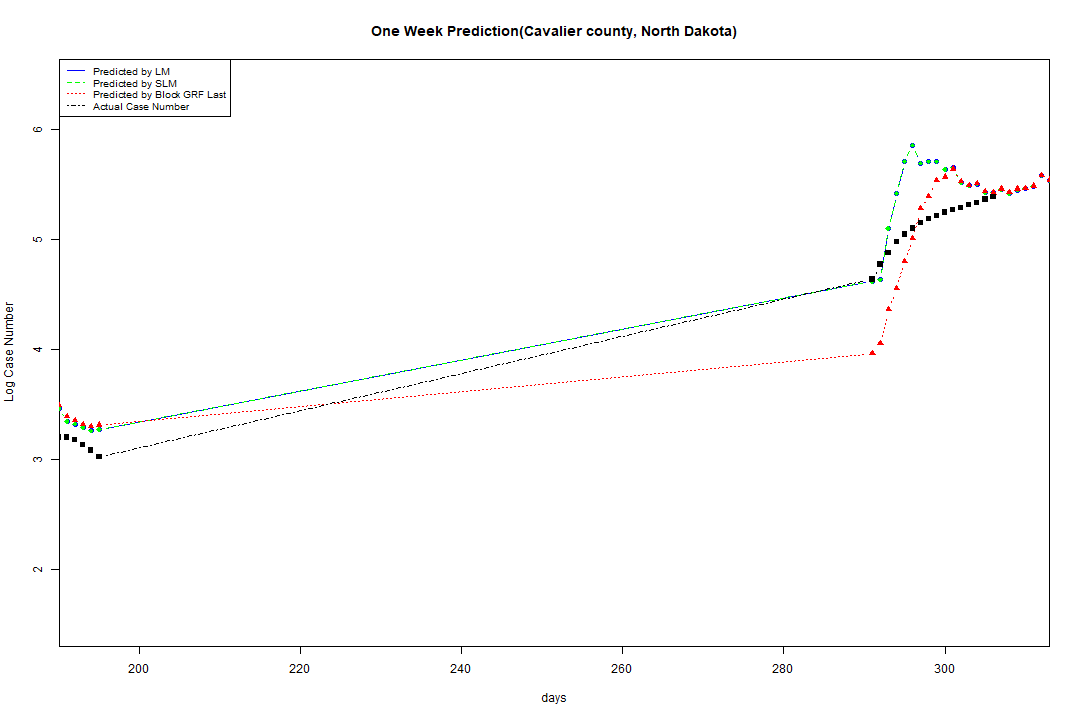 One Week Prediction(Cavalier county, North Dakota)
Predicted by LM
Predicted by SLM
Predicted by Block GRF Last
Actual Case Number
6
5
4
3
2
Log Case Number
200 220 240 260 280 300
days